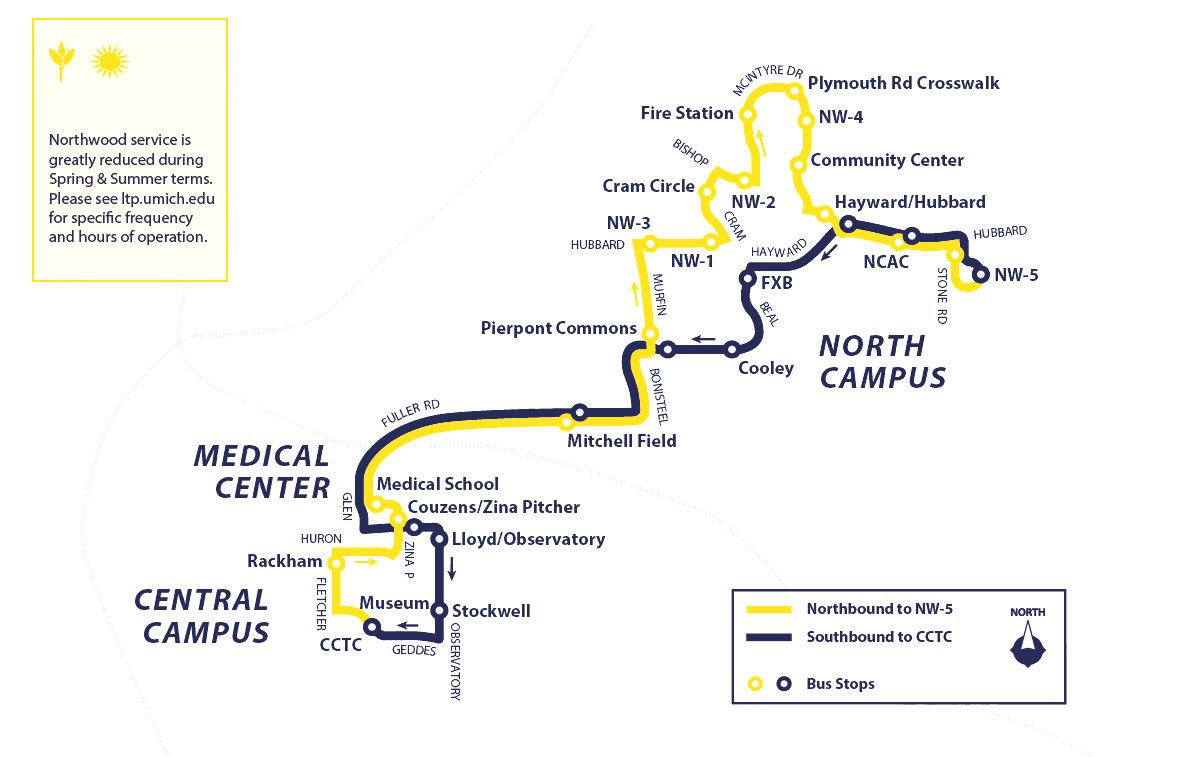 Northwood service is
greatly reduced during
Spring & Summer terms.
Please see ltp.umich.edu
for specific frequency
and hours of operation.
MCINTYRE DR
Plymouth Rd Crosswalk
Fire Station
NW-4
BISHOP
Community Center
Cram Circle
NW-2
Hayward/Hubbard
NW-3
CRAM
HUBBARD
HUBBARD
NW-1
HAYWARD
NCAC
NW-5
FXB
STONE RD
MURFIN
BEAL
Pierpont Commons
Cooley
NORTH
CAMPUS
BONISTEEL
FULLER RD
Mitchell Field
MEDICAL
CENTER
Medical School
GLEN
Couzens/Zina Pitcher
HURON
Lloyd/Observatory
ZINA P
Rackham
FLETCHER
CENTRAL
CAMPUS
Museum
Stockwell
CCTC
GEDDES
OBSERVATORY
Northbound to NW-5
NORTH
Southbound to CCTC
Bus Stops